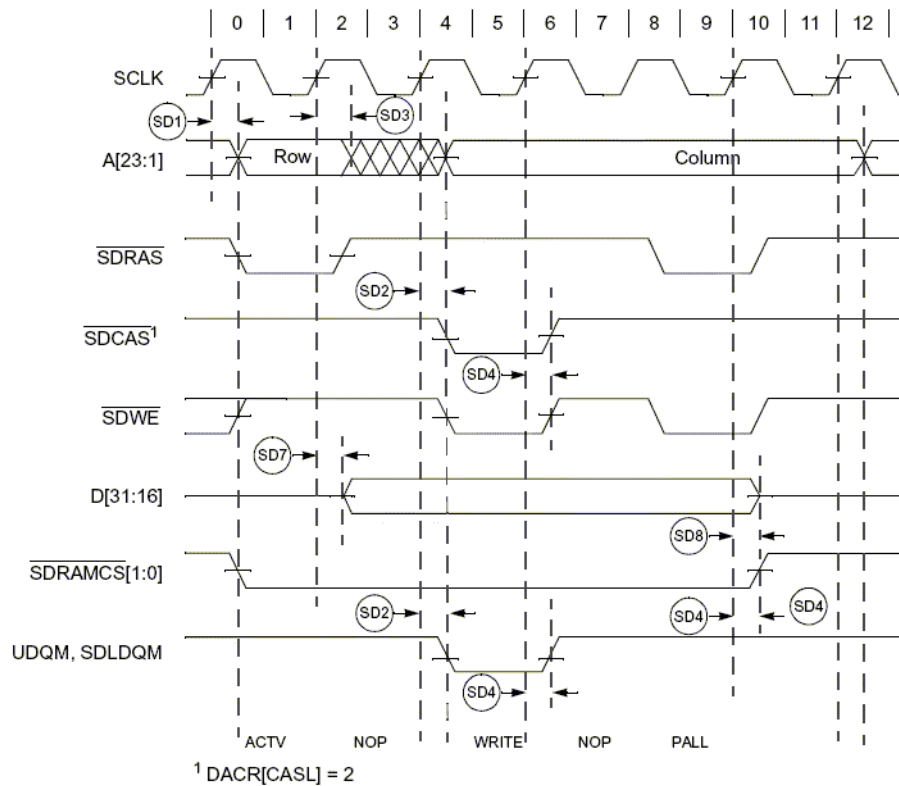 0 1 2 3 4 5 6 7 8 9 10 11 12
SCLK
SD1 SD3
A[23:1] Row Column
SDRAS
SD2
SDCAS¹
SD4
SDWE
SD7
D[31:16]
SD8
SDRAMCS[1:0]
SD2 SD4 SD4
UDQM, SDLDQM
SD4
ACTV NOP WRITE NOP PALL
¹ DACR[CASL] = 2